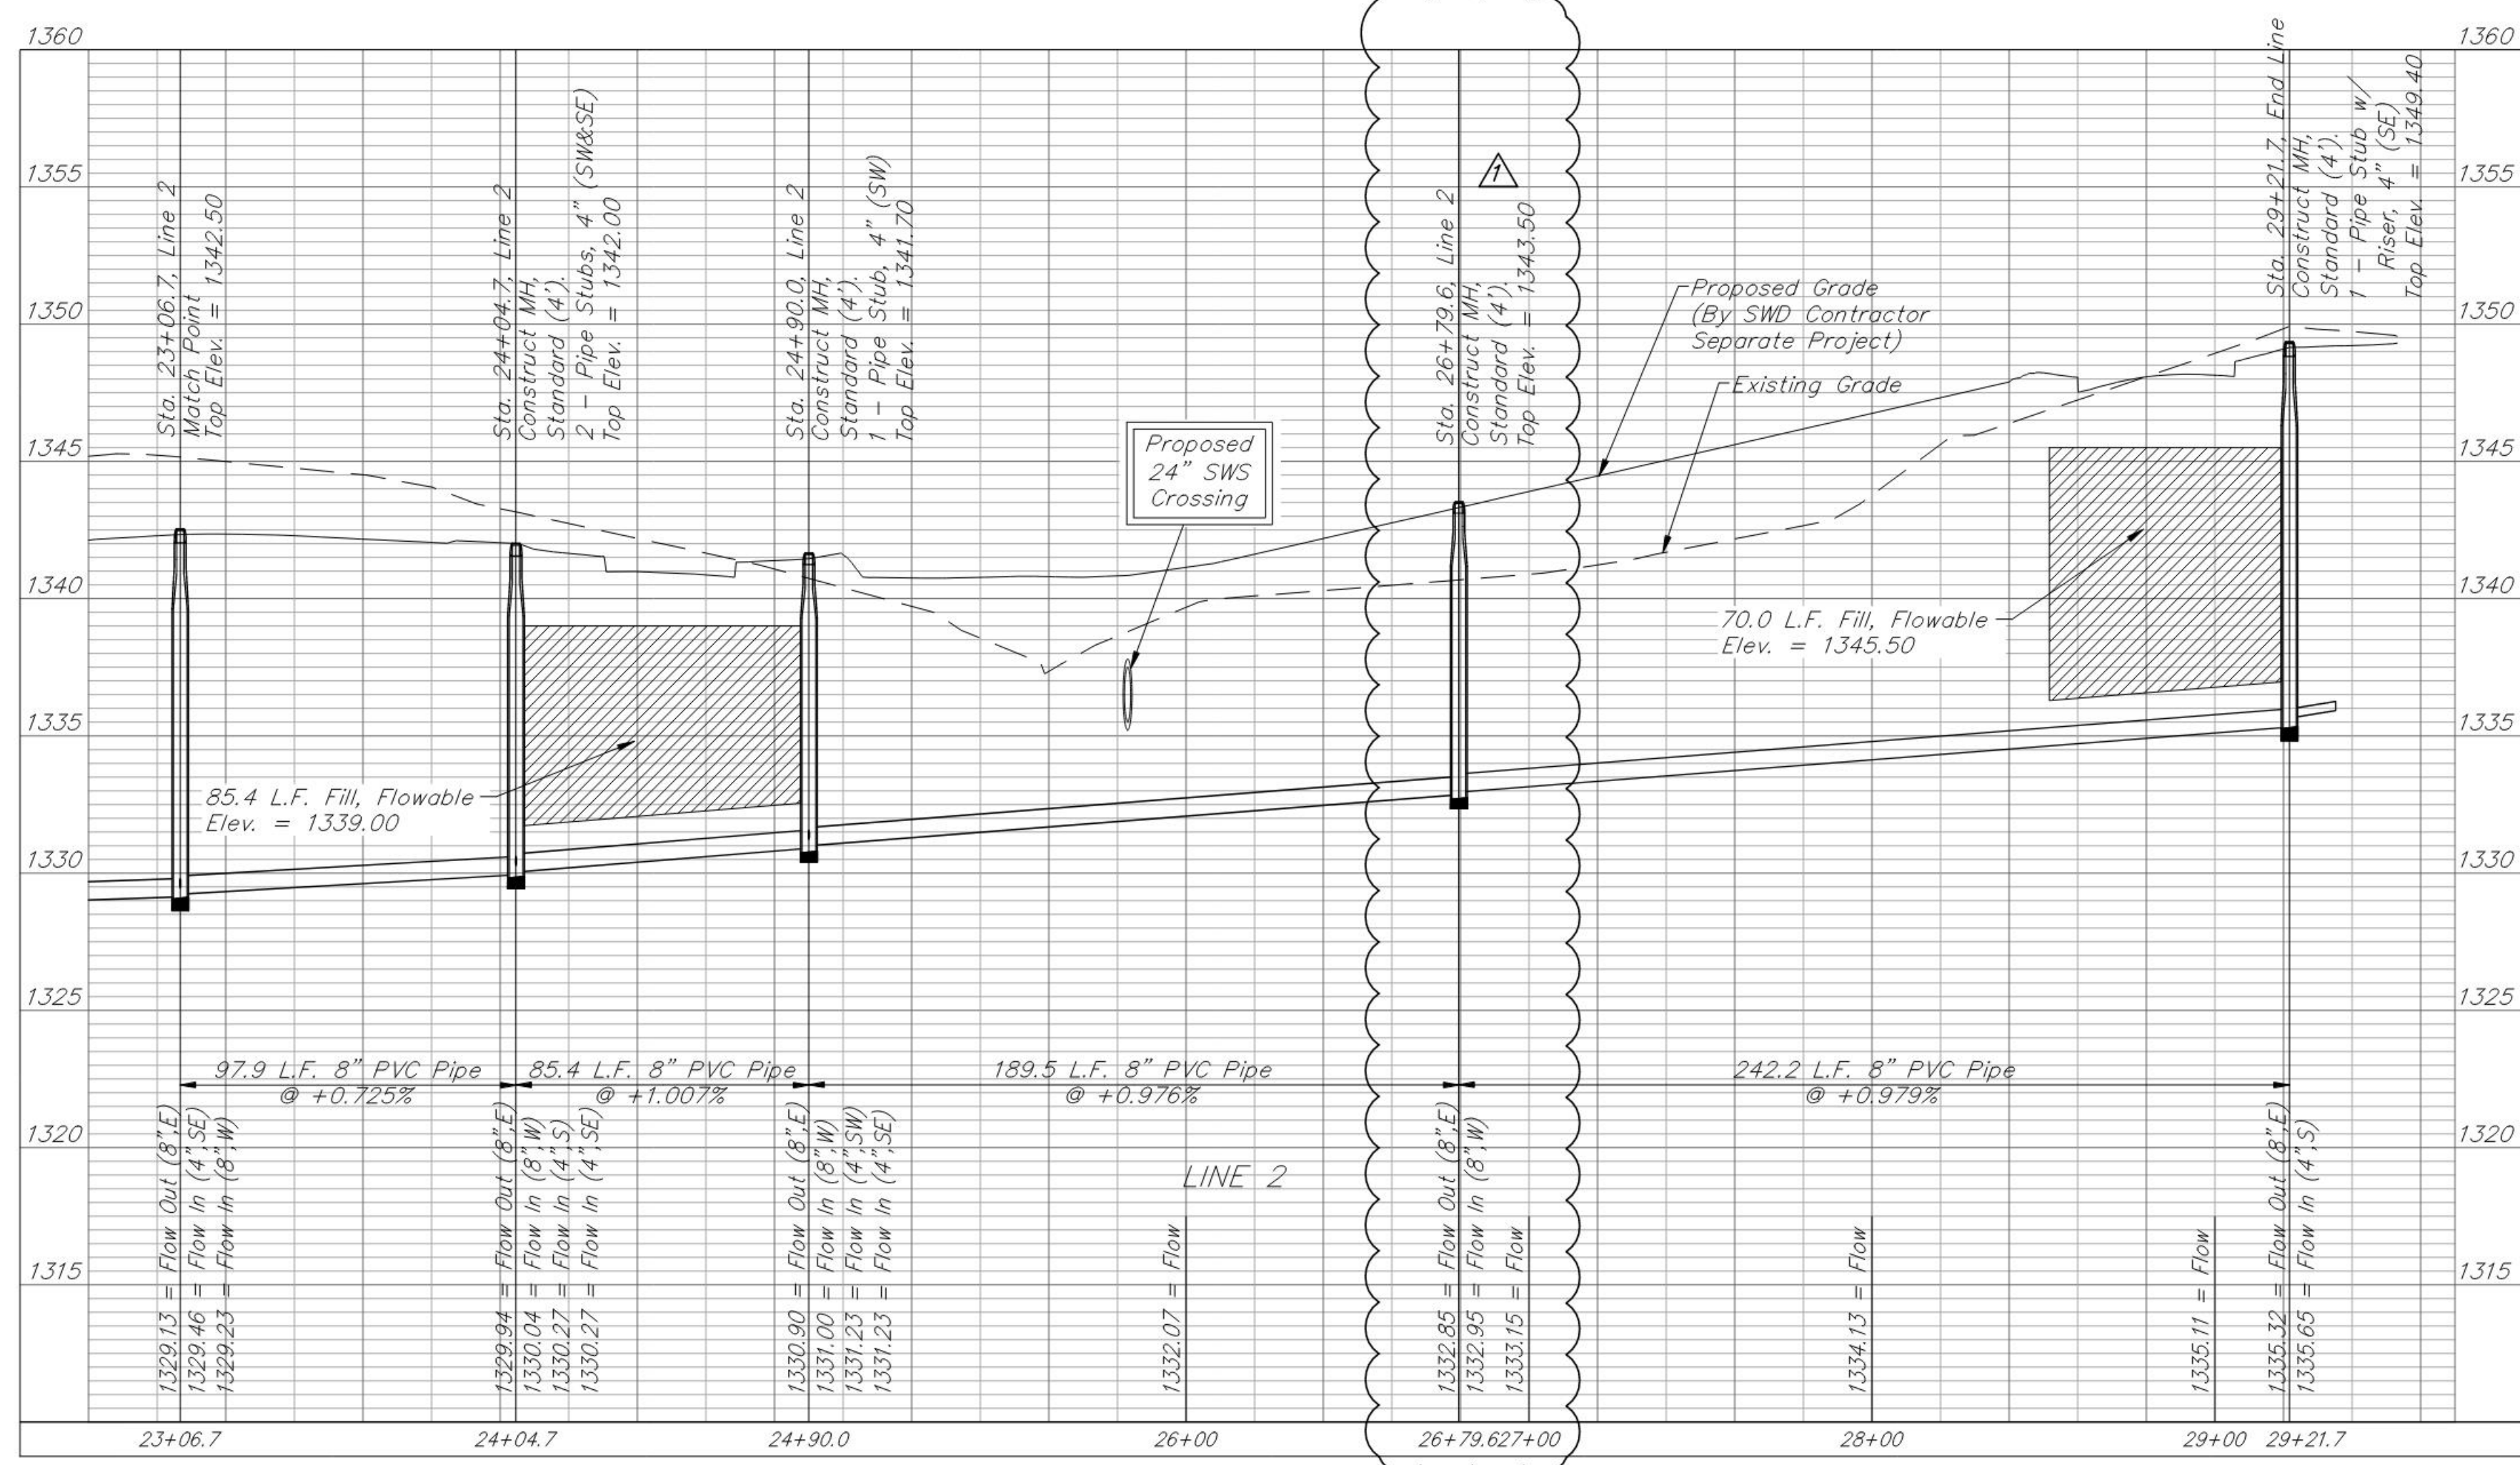 1360
1355
1350
1345
1340
1335
1330
1325
1320
1315
Sta. 23+06.7, Line 2
Match Point
Top Elev. = 1342.50
Sta. 24+04.7, Line 2
Construct MH,
Standard (4').
2 - Pipe Stubs, 4" (SW&SE)
Top Elev. = 1342.00
Sta. 24+90.0, Line 2
Construct MH,
Standard (4').
1 - Pipe Stub, 4" (SW)
Top Elev. = 1341.70
Proposed
24" SWS
Crossing
1
Sta. 26+79.6, Line 2
Construct MH,
Standard (4').
Top Elev. = 1343.50
Proposed Grade
(By SWD Contractor
Separate Project)
Existing Grade
Sta. 29+21.7, End Line
Construct MH,
Standard (4').
1 - Pipe Stub w/
Riser, 4" (SE)
Top Elev. = 1349.40
85.4 L.F. Fill, Flowable
Elev. = 1339.00
70.0 L.F. Fill, Flowable
Elev. = 1345.50
97.9 L.F. 8" PVC Pipe
@ +0.725%
85.4 L.F. 8" PVC Pipe
@ +1.007%
189.5 L.F. 8" PVC Pipe
@ +0.976%
242.2 L.F. 8" PVC Pipe
@ +0.979%
1329.13 = Flow Out (8",E)
1329.46 = Flow In (4",SE)
1329.23 = Flow In (8",W)
1329.94 = Flow Out (8",E)
1330.04 = Flow In (8",W)
1330.27 = Flow In (4",S)
1330.27 = Flow In (4",SE)
1330.90 = Flow Out (8",E)
1331.00 = Flow In (8",W)
1331.23 = Flow In (4",SW)
1331.23 = Flow In (4",SE)
LINE 2
1332.07 = Flow
1332.85 = Flow Out (8",E)
1332.95 = Flow In (8",W)
1333.15 = Flow
1334.13 = Flow
1335.11 = Flow
1335.32 = Flow Out (8",E)
1335.65 = Flow In (4",S)
1360
1355
1350
1345
1340
1335
1330
1325
1320
1315
23+06.7
24+04.7
24+90.0
26+00
26+79.627+00
28+00
29+00
29+21.7